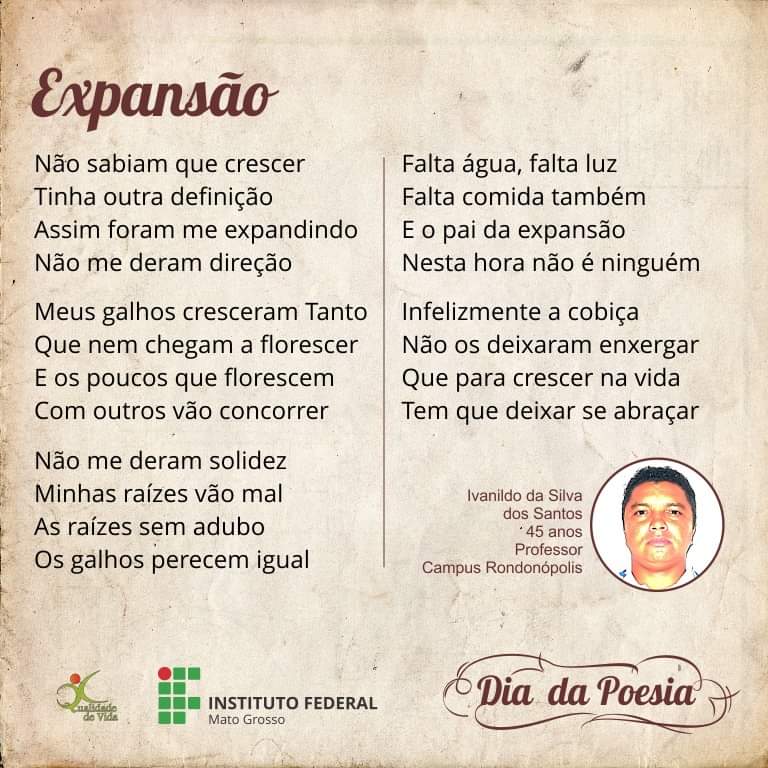 Expansão
Não sabiam que crescer
Tinha outra definição
Assim foram me expandindo
Não me deram direção
Meus galhos cresceram Tanto
Que nem chegam a florescer
E os poucos que florescem
Com outros vão concorrer
Não me deram solidez
Minhas raízes vão mal
As raízes sem adubo
Os galhos perecem igual
Falta água, falta luz
Falta comida também
E o pai da expansão
Nesta hora não é ninguém
Infelizmente a cobiça
Não os deixaram enxergar
Que para crescer na vida
Tem que deixar se abraçar
Ivanildo da Silva
dos Santos
45 anos
Professor
Campus Rondonópolis
Qualidade
de Vida
INSTITUTO FEDERAL
Mato Grosso
Dia da Poesia